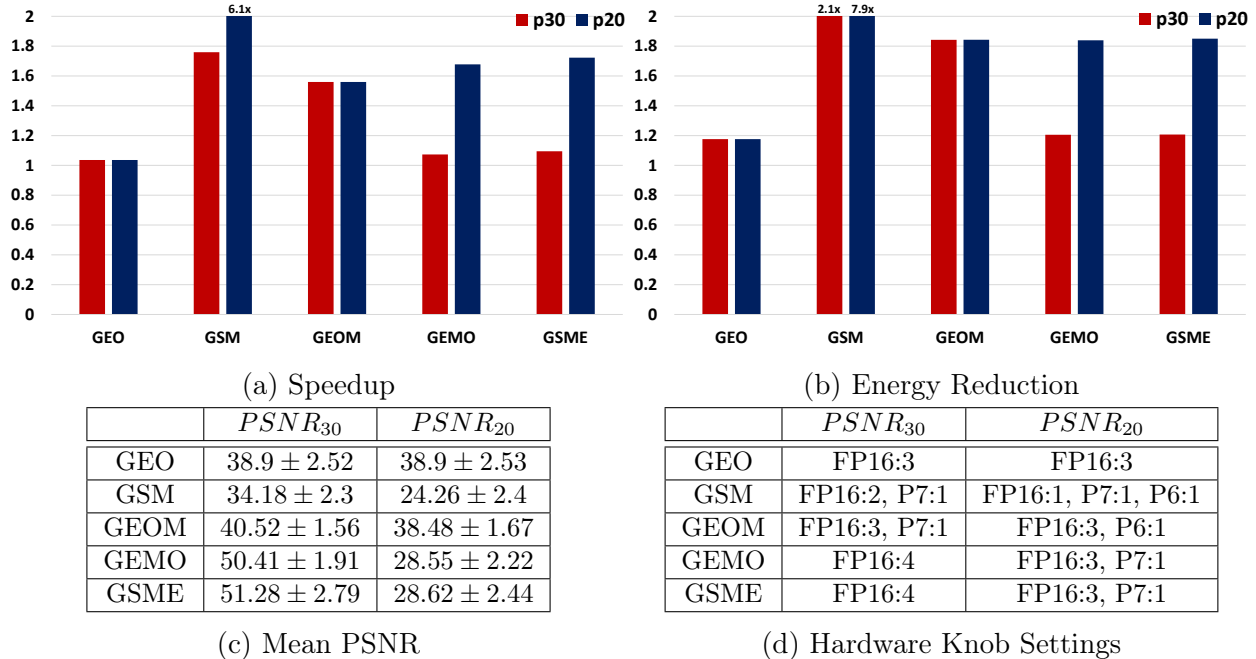 6.1x
p30 p20
2
1.8
1.6
1.4
1.2
1
0.8
0.6
0.4
0.2
0
GEO GSM GEOM GEMO GSME
(a) Speedup
2.1x 7.9x
p30 p20
2
1.8
1.6
1.4
1.2
1
0.8
0.6
0.4
0.2
0
GEO GSM GEOM GEMO GSME
(b) Energy Reduction
PSNR30 PSNR20
GEO 38.9 ± 2.52 38.9 ± 2.53
GSM 34.18 ± 2.3 24.26 ± 2.4
GEOM 40.52 ± 1.56 38.48 ± 1.67
GEMO 50.41 ± 1.91 28.55 ± 2.22
GSME 51.28 ± 2.79 28.62 ± 2.44
(c) Mean PSNR
PSNR30 PSNR20
GEO FP16:3 FP16:3
GSM FP16:2, P7:1 FP16:1, P7:1, P6:1
GEOM FP16:3, P7:1 FP16:3, P6:1
GEMO FP16:4 FP16:3, P7:1
GSME FP16:4 FP16:3, P7:1
(d) Hardware Knob Settings